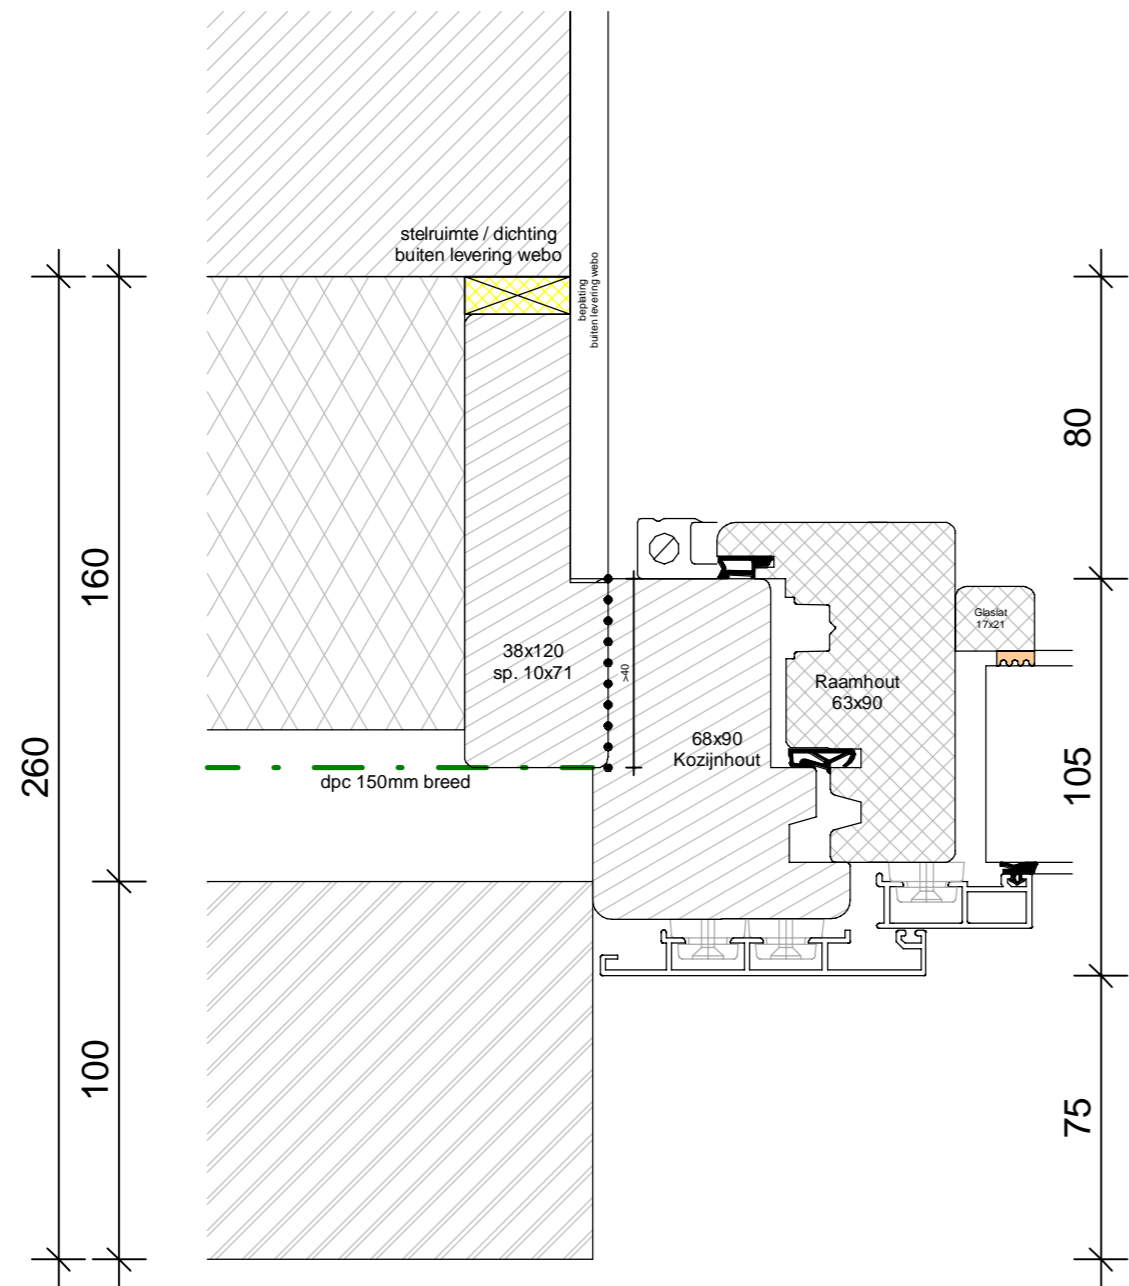 stelruimte / dichting
buiten levering webo
beplating
buiten levering webo
80
160
38x120
sp. 10x71
>40
Glaslat
17x21
Raamhout
63x90
68x90
Kozijnhout
260
dpc 150mm breed
105
100
75